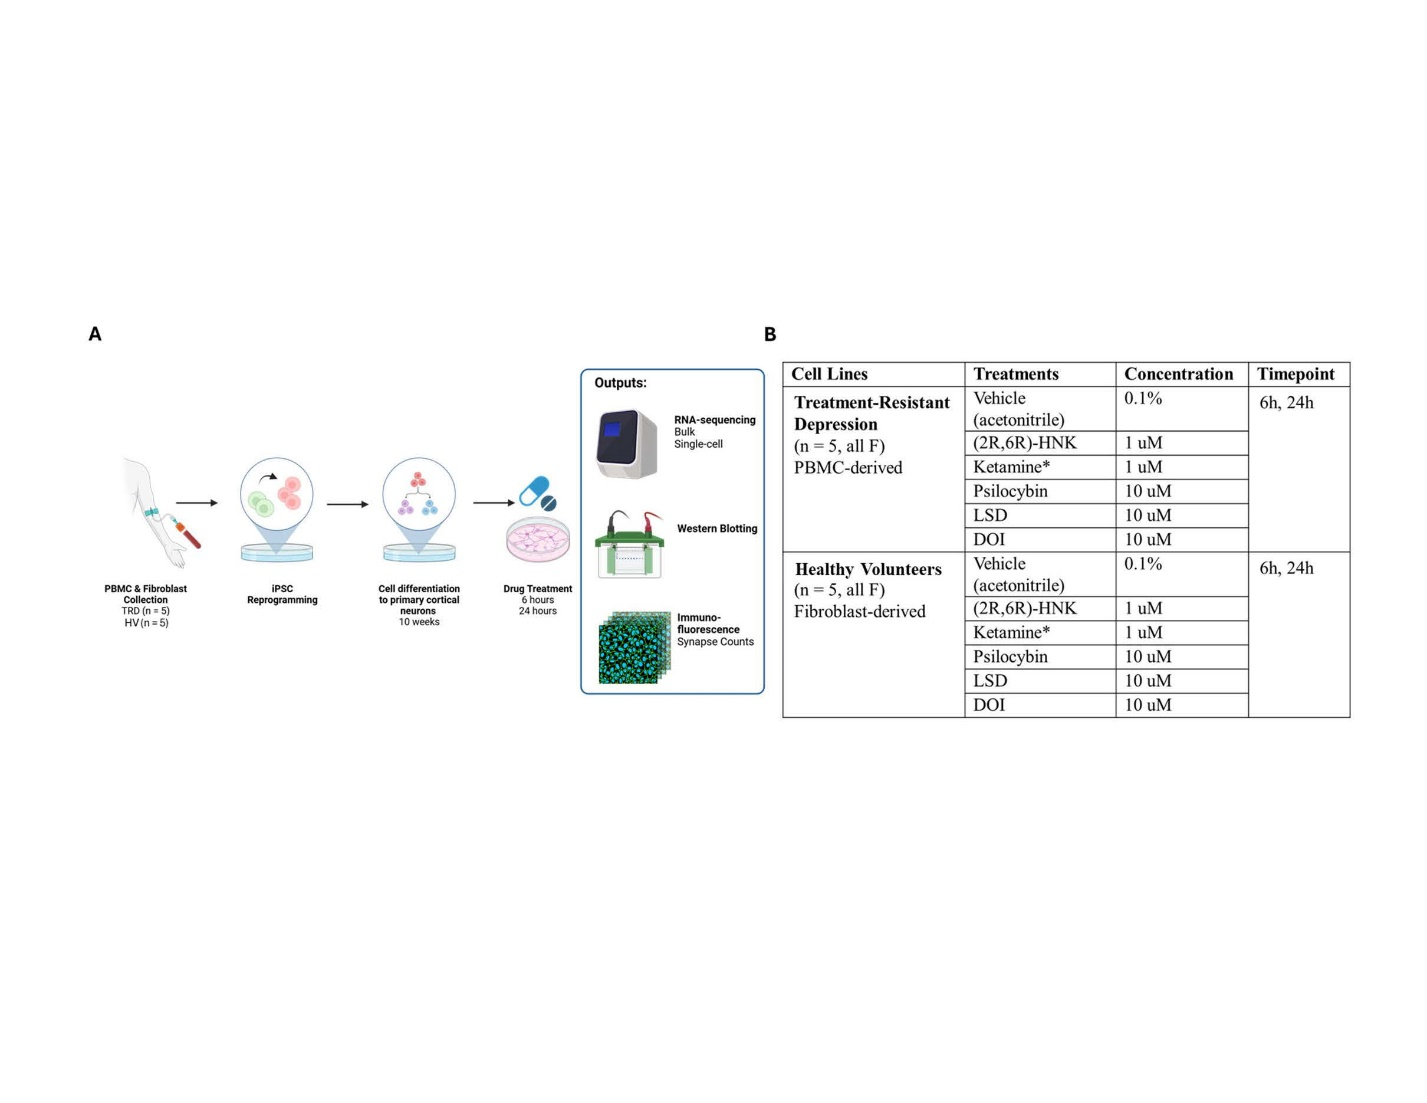 A
PBMC & Fibroblast
Collection
TRD (n = 5)
HV (n = 5)
iPSC
Reprogramming
Cell differentiation
to primary cortical
neurons
10 weeks
Drug Treatment
6 hours
24 hours
Outputs:
RNA-sequencing
Bulk
Single-cell
Western Blotting
Immuno-
fluorescence
Synapse Counts
B
Cell Lines Treatments Concentration Timepoint
Treatment-Resistant
Depression
(n = 5, all F)
PBMC-derived
Vehicle
(acetonitrile)
0.1%
6h, 24h
(2R,6R)-HNK 1 uM
Ketamine* 1 uM
Psilocybin 10 uM
LSD 10 uM
DOI 10 uM
Healthy Volunteers
(n = 5, all F)
Fibroblast-derived
Vehicle
(acetonitrile)
0.1%
6h, 24h
(2R,6R)-HNK 1 uM
Ketamine* 1 uM
Psilocybin 10 uM
LSD 10 uM
DOI 10 uM